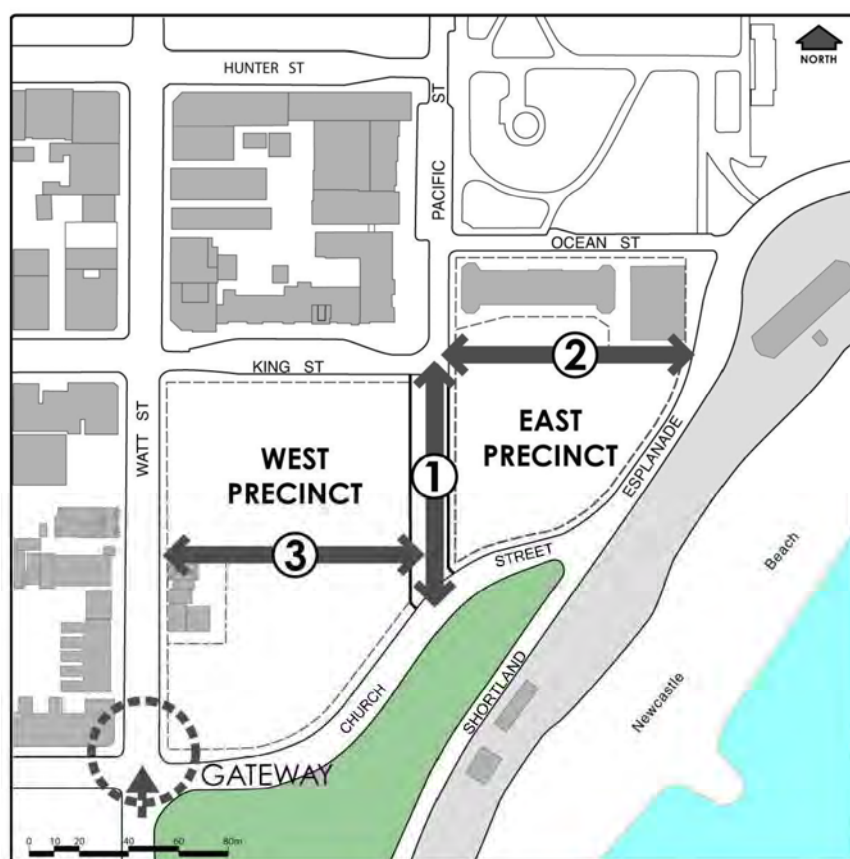 NORTH
HUNTER ST
PACIFIC ST
OCEAN ST
KING ST
WATT ST
2
EAST
PRECINCT
WEST
PRECINCT
1
3
ESPLANADE
STREET
Beach
Newcastle
SHORTLAND
CHURCH
GATEWAY
0 10 20 40 60 80m